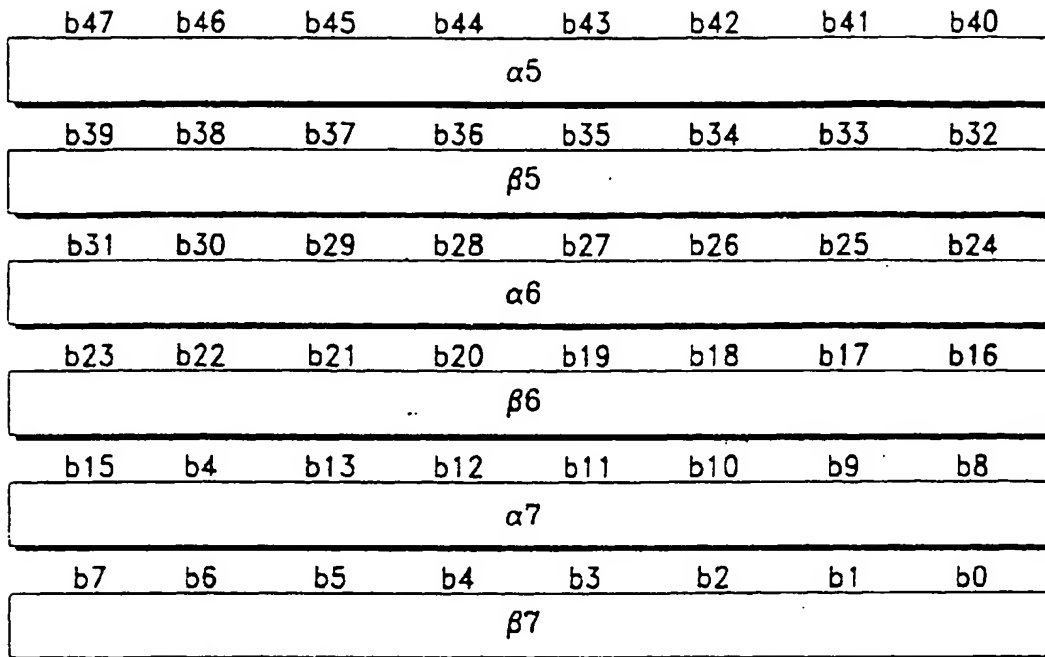 b47 b46 b45 b44 b43 b42 b41 b40
α5
b39 b38 b37 b36 b35 b34 b33 b32
β5
b31 b30 b29 b28 b27 b26 b25 b24
α6
b23 b22 b21 b20 b19 b18 b17 b16
β6
b15 b4 b13 b12 b11 b10 b9 b8
α7
b7 b6 b5 b4 b3 b2 b1 b0
β7